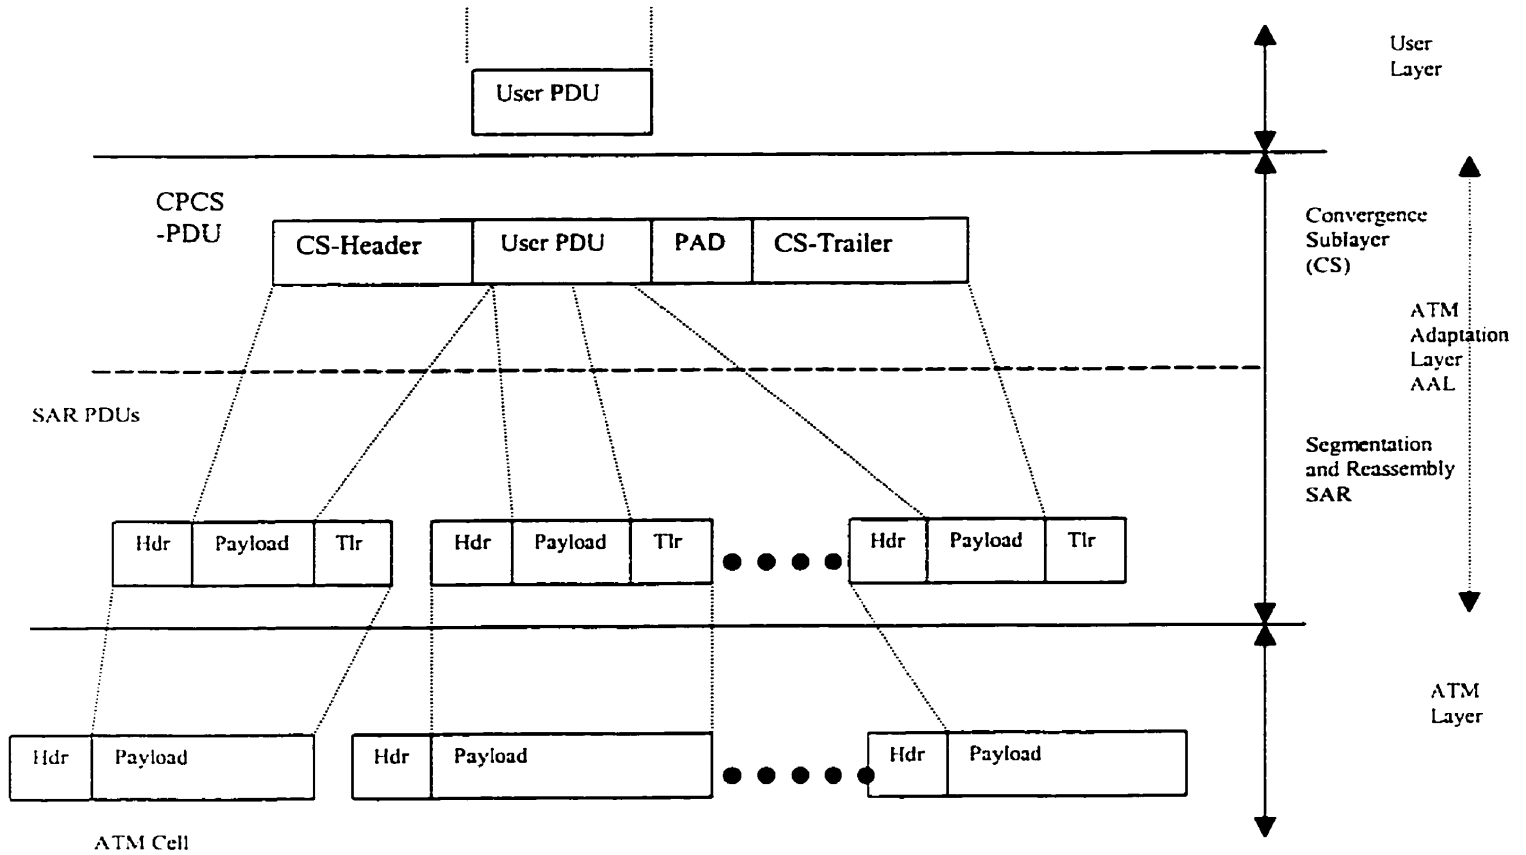 User PDU
User
Layer
CPCS
-PDU
CS-Header
User PDU
PAD
CS-Trailer
Convergence
Sublayer
(CS)
ATM
Adaptation
Layer
AAL
SAR PDUs
Segmentation
and Reassembly
SAR
Hdr
Payload
Tlr
Hdr
Payload
Tlr
Hdr
Payload
Tlr
ATM
Layer
Hdr
Payload
Hdr
Payload
Hdr
Payload
ATM Cell